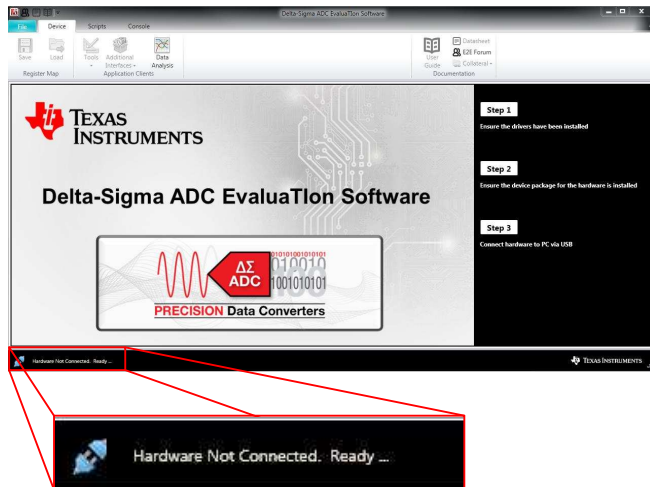 Delta-Sigma ADC EvaluaTIon Software
File Device Scripts Console
Save Load Tools Additional Interfaces Data Analysis
Register Map Application Clients
User Guide Datasheet
E2E Forum
Collateral
Documentation
TEXAS
INSTRUMENTS
Delta-Sigma ADC EvaluaTIon Software
ΔΣ
ADC
010101001010101
010010
1001010101
PRECISION Data Converters
Step 1
Ensure the drivers have been installed
Step 2
Ensure the device package for the hardware is installed
Step 3
Connect hardware to PC via USB
Hardware Not Connected. Ready ...
TEXAS INSTRUMENTS
Hardware Not Connected. Ready ...